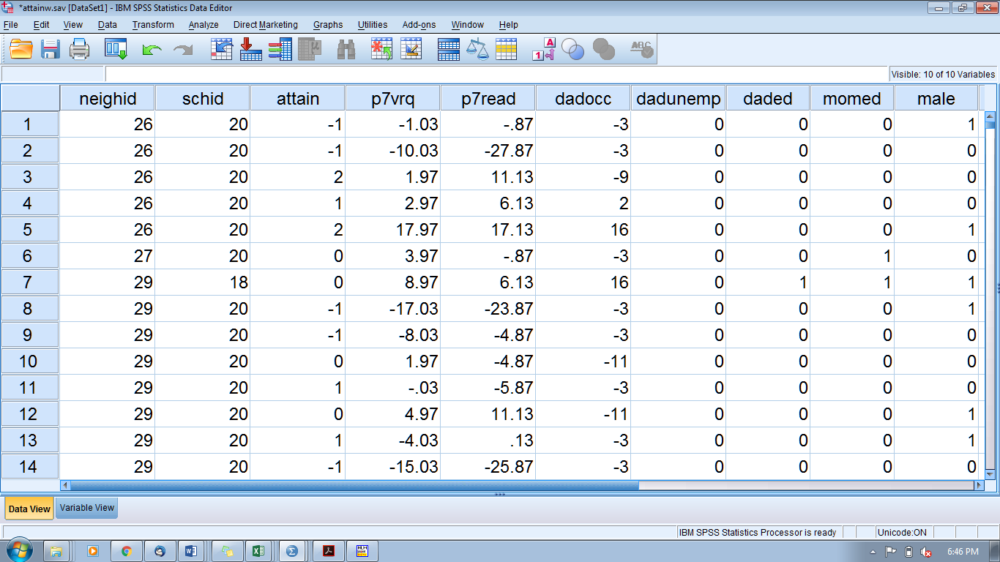 *attainw.sav [DataSet1] - IBM SPSS Statistics Data Editor
File Edit View Data Transform Analyze Direct Marketing Graphs Utilities Add-ons Window Help
A
1
ABC
Visible: 10 of 10 Variables
neighid schid attain p7vrq p7read dadocc dadunemp daded momed male
1 26 20 -1 -1.03 -.87 -3 0 0 0 1
2 26 20 -1 -10.03 -27.87 -3 0 0 0 0
3 26 20 2 1.97 11.13 -9 0 0 0 0
4 26 20 1 2.97 6.13 2 0 0 0 0
5 26 20 2 17.97 17.13 16 0 0 0 1
6 27 20 0 3.97 -.87 -3 0 0 1 0
7 29 18 0 8.97 6.13 16 0 1 1 1
8 29 20 -1 -17.03 -23.87 -3 0 0 0 1
9 29 20 -1 -8.03 -4.87 -3 0 0 0 0
10 29 20 0 1.97 -4.87 -11 0 0 0 0
11 29 20 1 -.03 -5.87 -3 0 0 0 0
12 29 20 0 4.97 11.13 -11 0 0 0 1
13 29 20 1 -4.03 .13 -3 0 0 0 1
14 29 20 -1 -15.03 -25.87 -3 0 0 0 0
Data View Variable View
IBM SPSS Statistics Processor is ready Unicode:ON
6:46 PM